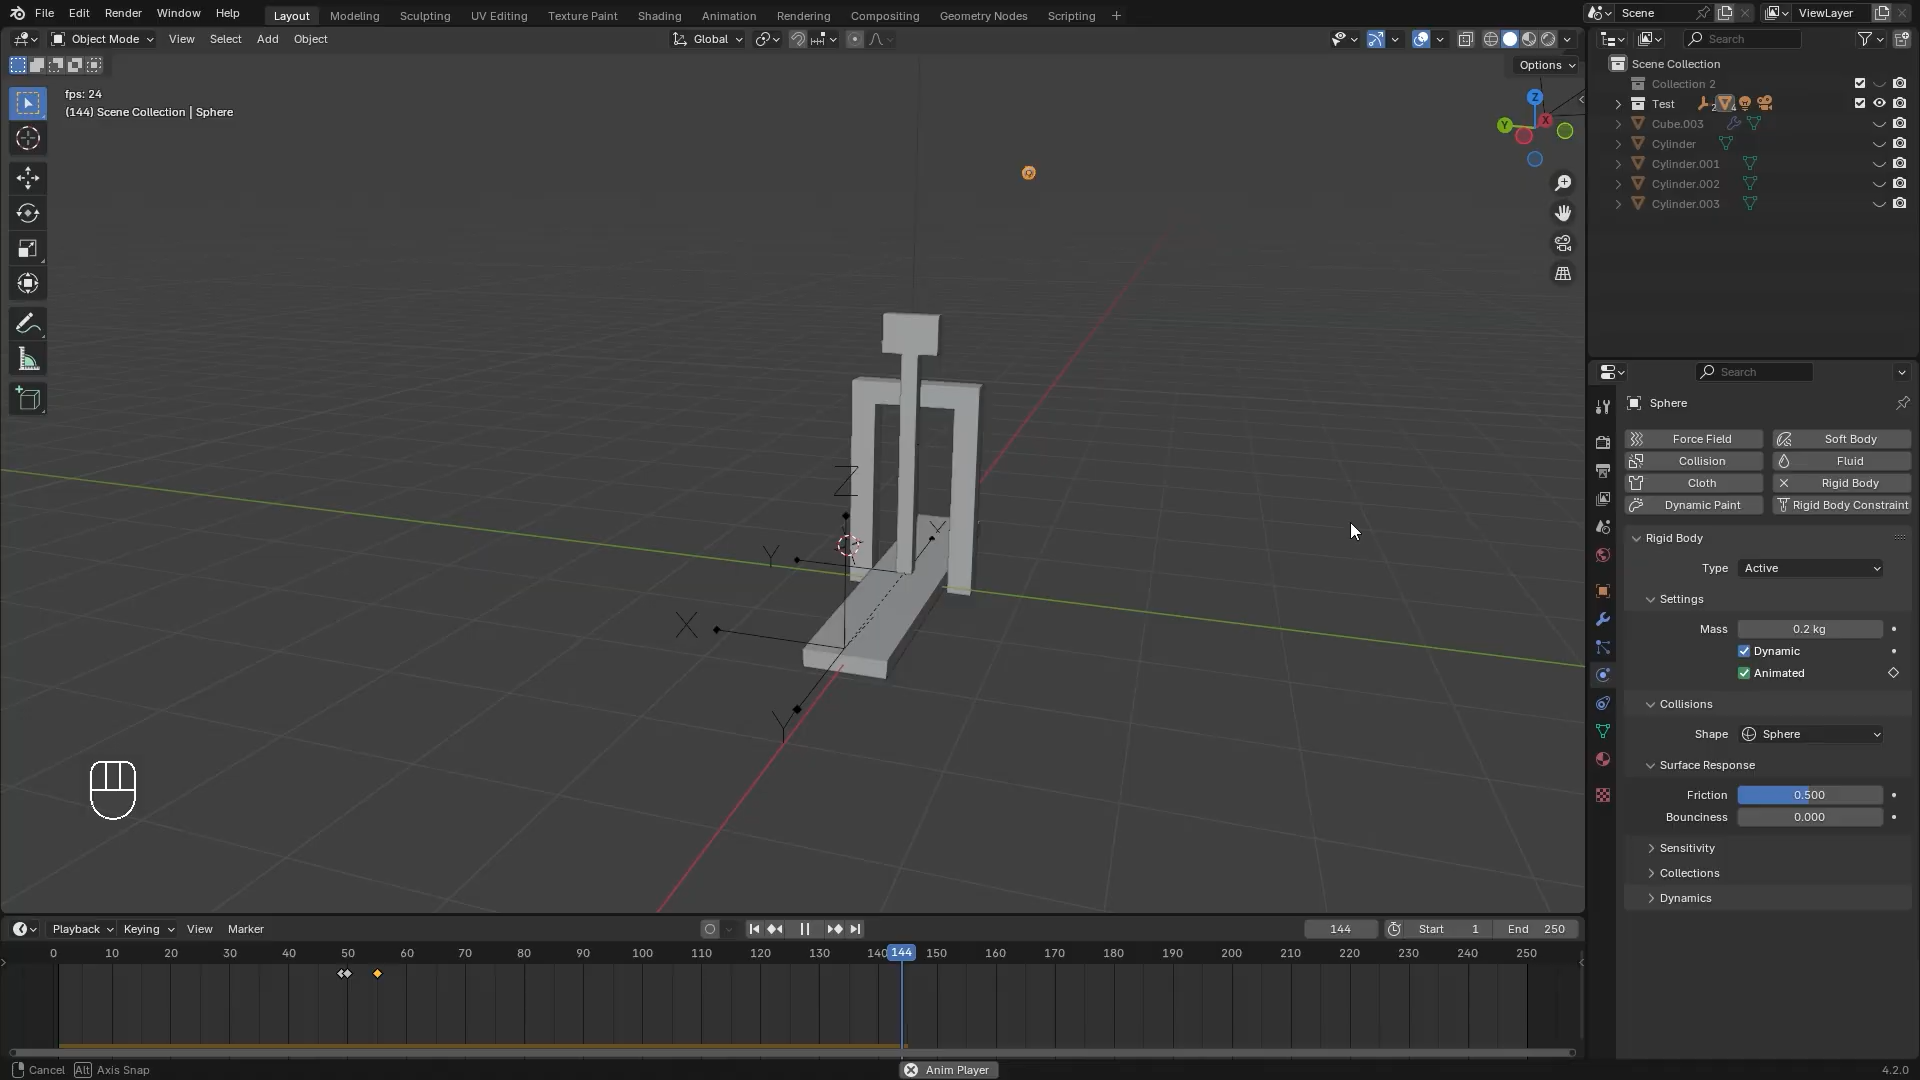 File Edit Render Window Help
Layout Modeling Sculpting UV Editing Texture Paint Shading Animation Rendering Compositing Geometry Nodes Scripting +
Scene
ViewLayer
Object Mode View Select Add Object
Global
Search
Options
fps: 24
(144) Scene Collection | Sphere
Scene Collection
Collection 2
Test
Cube.003
Cylinder
Cylinder.001
Cylinder.002
Cylinder.003
Z
X
Y
Z
Y
X
X
Y
Search
Sphere
Force Field Soft Body
Collision Fluid
Cloth Rigid Body
Dynamic Paint Rigid Body Constraint
Rigid Body
Type Active
Settings
Mass 0.2 kg
Dynamic
Animated
Collisions
Shape Sphere
Surface Response
Friction 0.500
Bounciness 0.000
Sensitivity
Collections
Dynamics
Playback Keying View Marker
144 Start 1 End 250
0 10 20 30 40 50 60 70 80 90 100 110 120 130 140 144 150 160 170 180 190 200 210 220 230 240 250
Cancel Alt Axis Snap
Anim Player
4.2.0